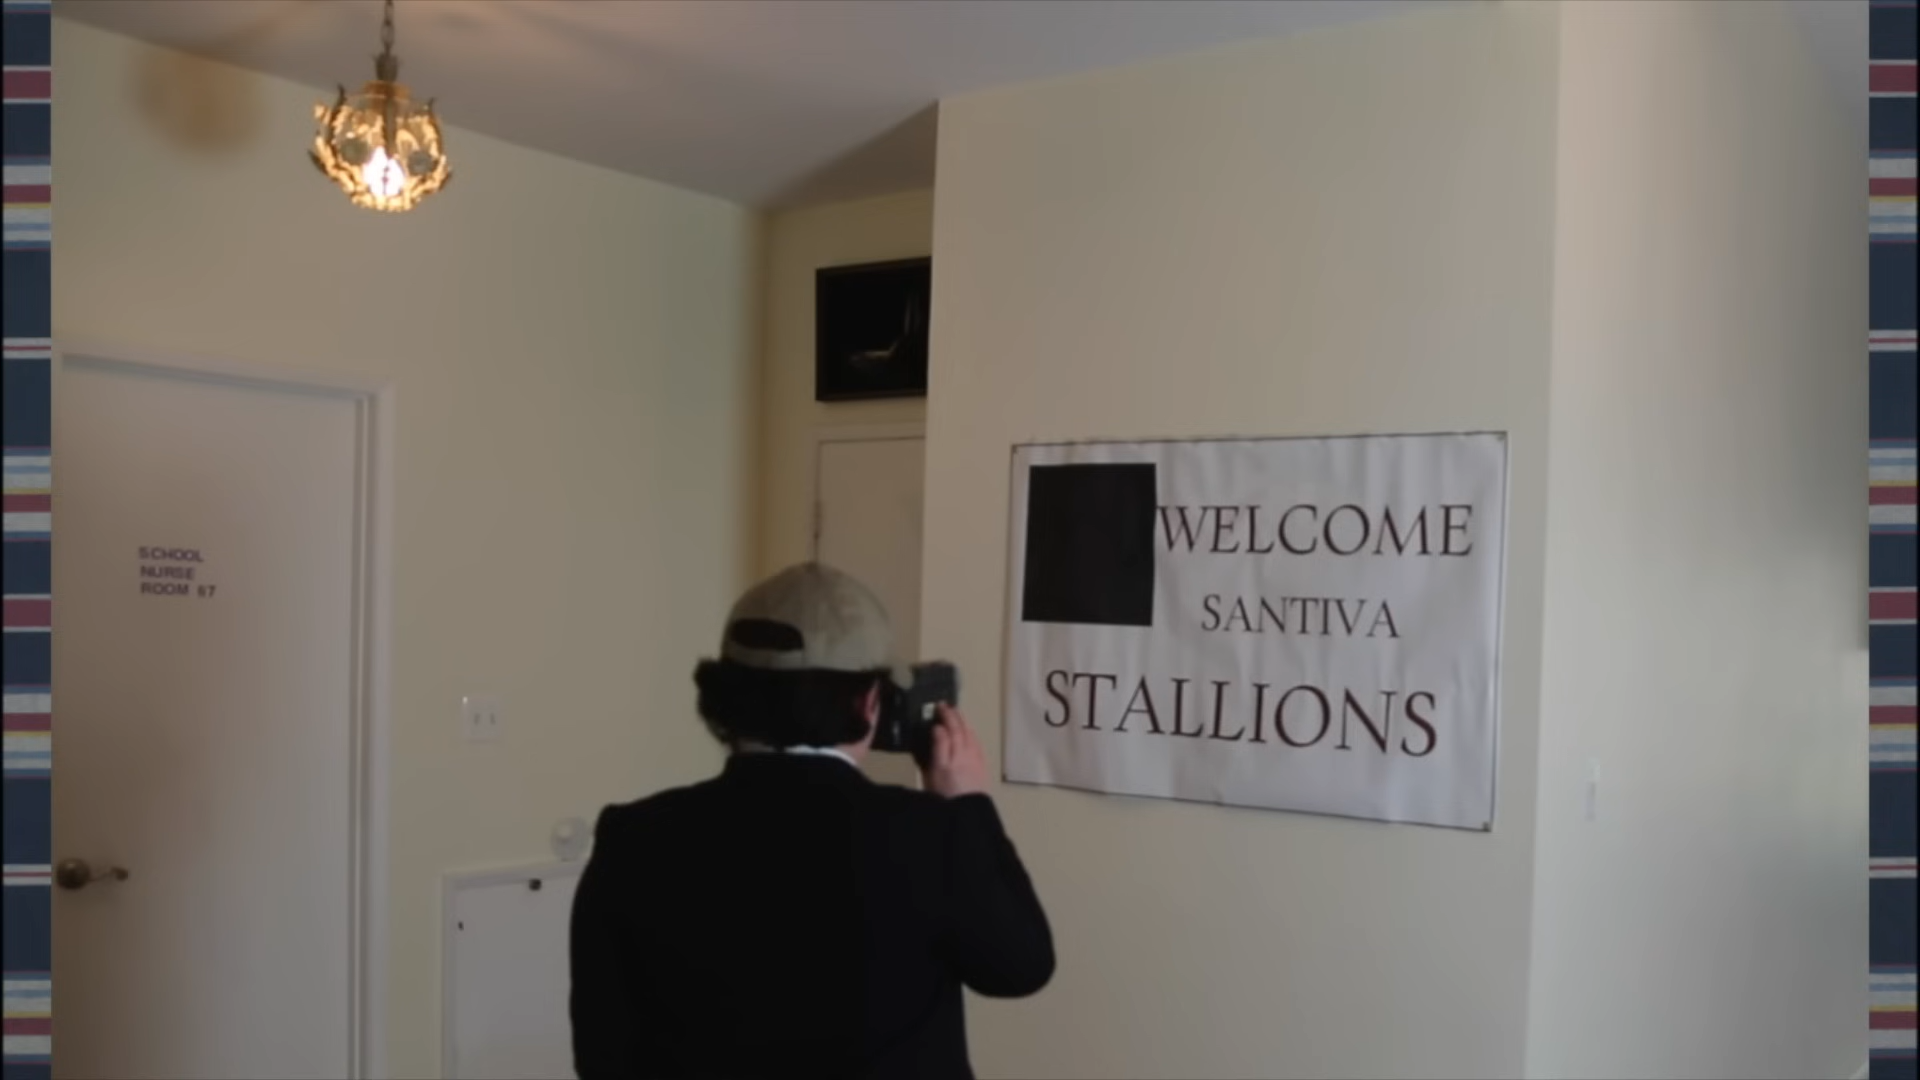 SCHOOL
NURSE
ROOM 67
WELCOME
SANTIVA
STALLIONS